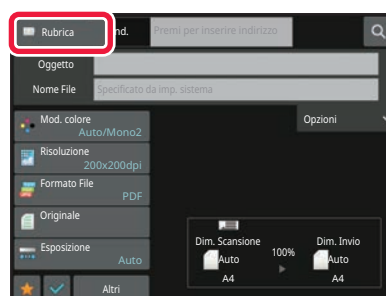 Rubrica
nd. Premi per inserire indirizzo
Oggetto
Nome File Specificato da imp. sistema
Mod. colore
Auto/Mono2
Opzioni
Risoluzione
200x200dpi
Formato File
PDF
Originale
Esposizione
Auto
Altri
Dim. Scansione
Auto
A4
100%
Dim. Invio
Auto
A4